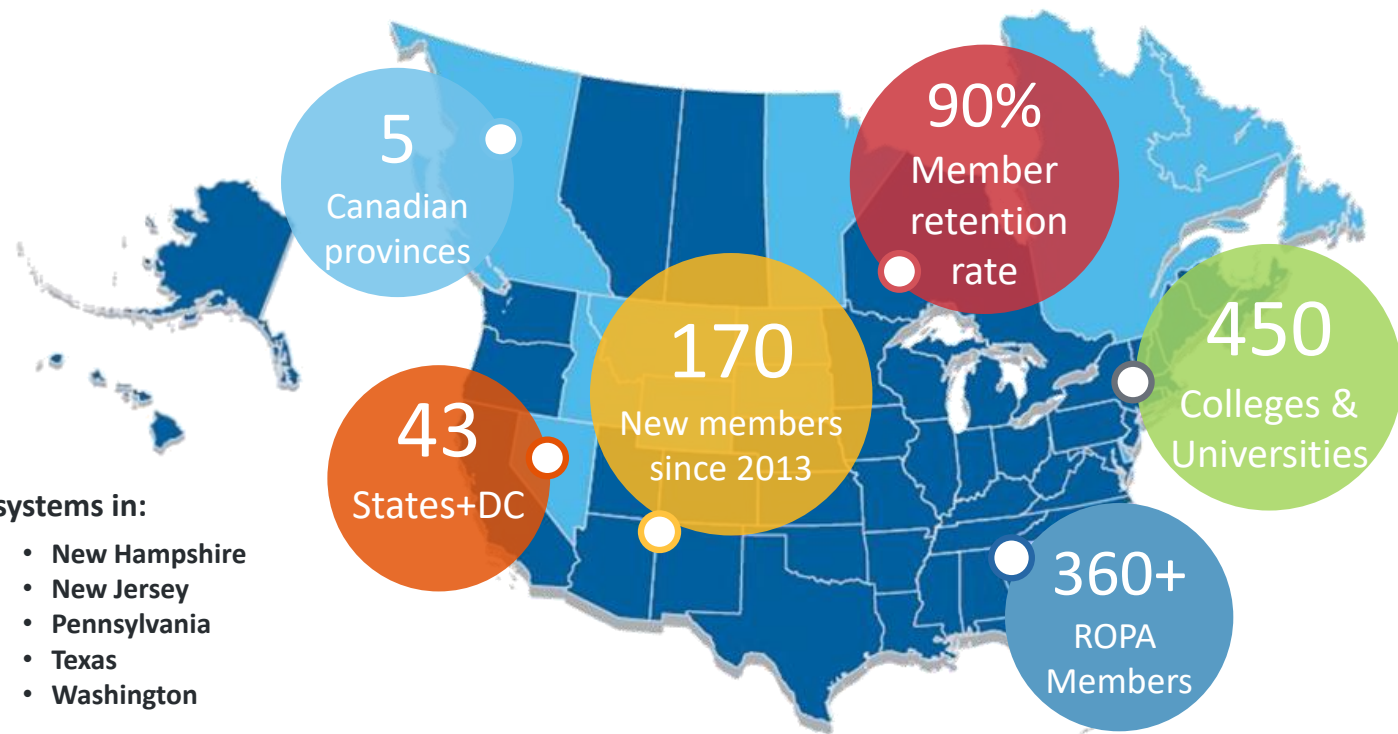 5
Canadian
provinces
90%
Member
retention
rate
170
New members
since 2013
450
Colleges &
Universities
43
States+DC
360+
ROPA
Members
systems in:
• New Hampshire
• New Jersey
• Pennsylvania
• Texas
• Washington